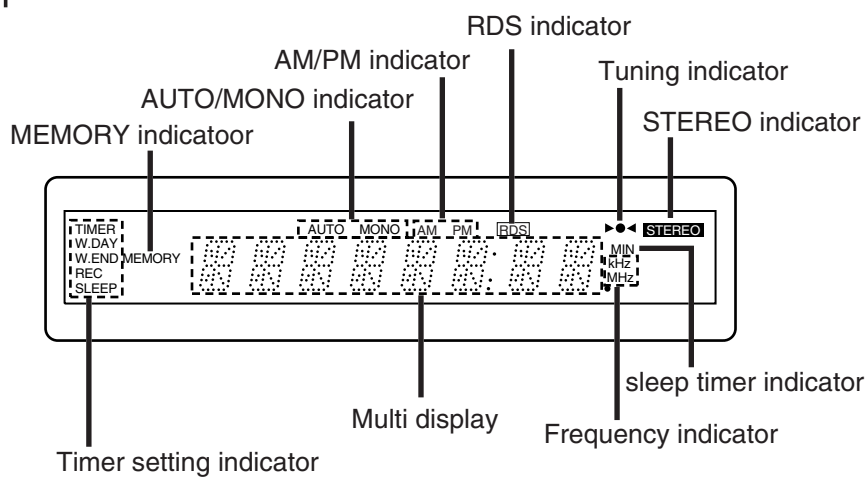 RDS indicator
AM/PM indicator
Tuning indicator
AUTO/MONO indicator
STEREO indicator
MEMORY indicatoor
TIMER
W.DAY
W.END
REC
SLEEP
MEMORY
AUTO MONO
AM PM
RDS
STEREO
MIN
kHz
MHz
sleep timer indicator
Multi display
Frequency indicator
Timer setting indicator